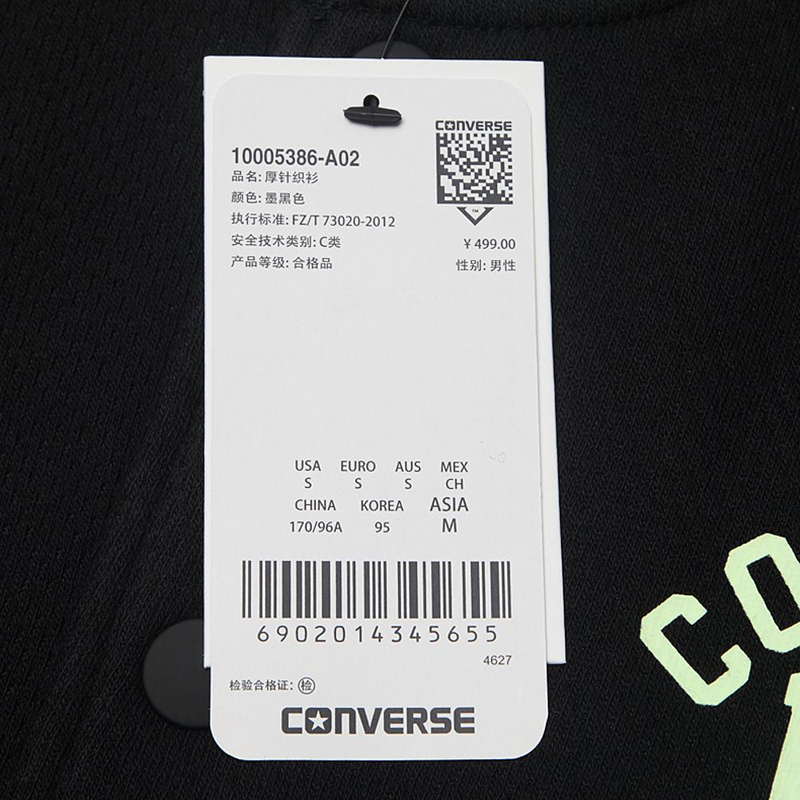 CONVERSE
10005386-A02
品名: 厚针织衫
颜色: 墨黑色
执行标准: FZ/T 73020-2012
安全技术类别: C类
¥ 499.00
产品等级: 合格品
性别: 男性
TM
USA EURO AUS MEX
S S S CH
CHINA KOREA ASIA
170/96A 95 M
6902014345655
4627
检验合格证: 检
CONVERSE
CO